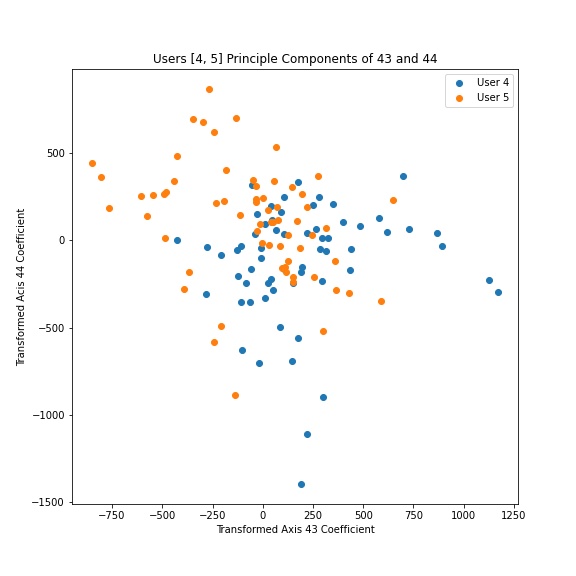 Users [4, 5] Principle Components of 43 and 44
User 4
User 5
Transformed Acis 44 Coefficient
500
0
−500
−1000
−1500
−750
−500
−250
0
250
500
750
1000
1250
Transformed Axis 43 Coefficient